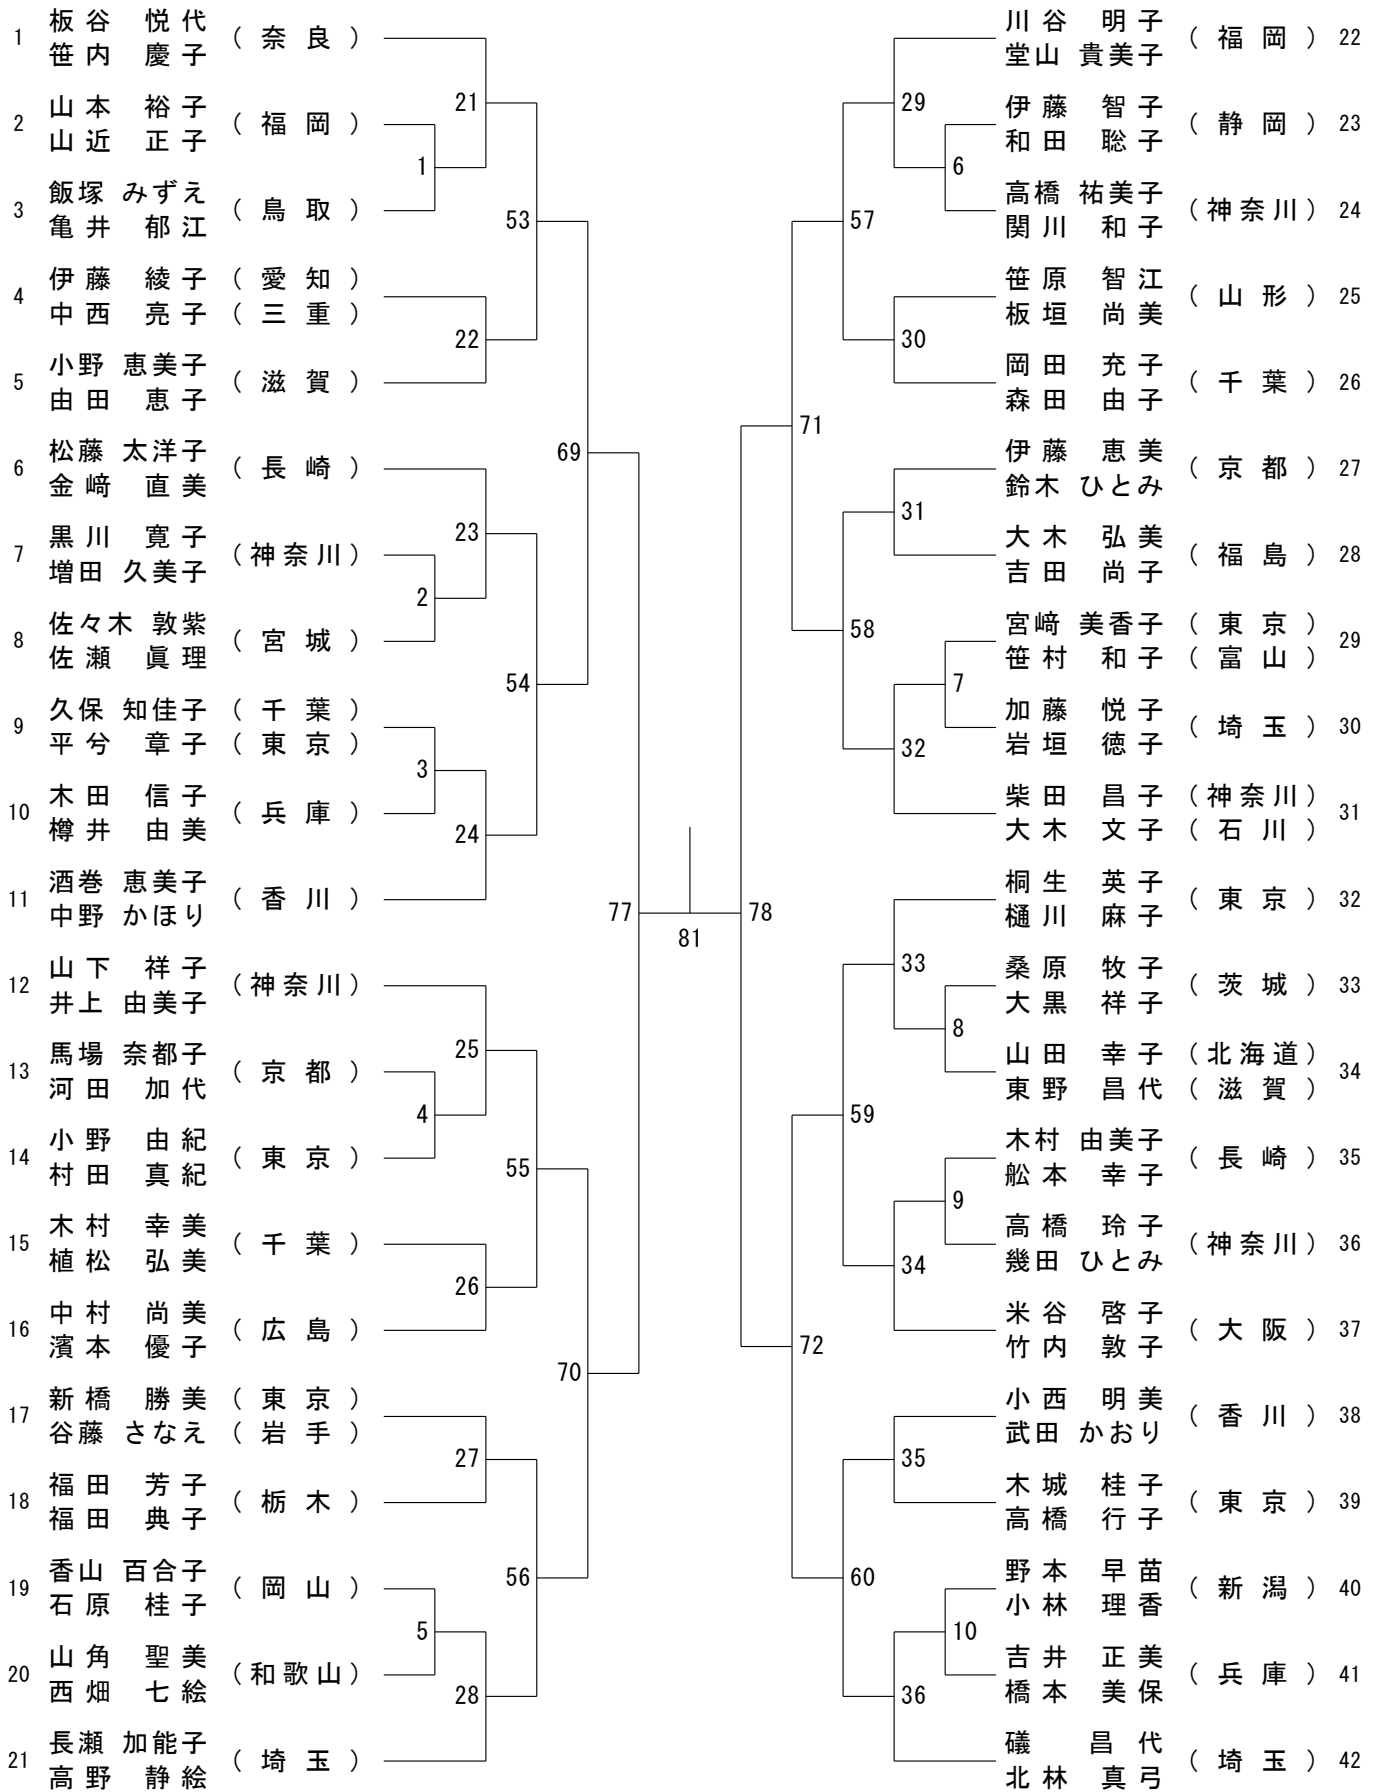 1 板谷 悦代 (奈良)
笹内 慶子
2 山本 裕子 (福岡)
山近 正子
3 飯塚 みずえ (鳥取)
亀井 郁江
4 伊藤 綾子 (愛知)
中西 亮子 (三重)
5 小野 恵美子 (滋賀)
由田 恵子
6 松藤 太洋子 (長崎)
金﨑 直美
7 黒川 寛子 (神奈川)
増田 久美子
8 佐々木 敦紫 (宮城)
佐瀬 眞理
9 久保 知佳子 (千葉)
平兮 章子 (東京)
10 木田 信子 (兵庫)
樽井 由美
11 酒巻 恵美子 (香川)
中野 かほり
12 山下 祥子 (神奈川)
井上 由美子
13 馬場 奈都子 (京都)
河田 加代
14 小野 由紀 (東京)
村田 真紀
15 木村 幸美 (千葉)
植松 弘美
16 中村 尚美 (広島)
濱本 優子
17 新橋 勝美 (東京)
谷藤 さなえ (岩手)
18 福田 芳子 (栃木)
福田 典子
19 香山 百合子 (岡山)
石原 桂子
20 山角 聖美 (和歌山)
西畑 七絵
21 長瀬 加能子 (埼玉)
高野 静絵
1
2
3
4
5
21
22
23
24
25
26
27
28
53
54
55
56
69
70
77
81
78
71
72
57
58
59
60
29
30
31
32
33
34
35
36
6
7
8
9
10
川谷 明子 (福岡) 22
堂山 貴美子
伊藤 智子 (静岡) 23
和田 聡子
高橋 祐美子 (神奈川) 24
関川 和子
笹原 智江 (山形) 25
板垣 尚美
岡田 充子 (千葉) 26
森田 由子
伊藤 恵美 (京都) 27
鈴木 ひとみ
大木 弘美 (福島) 28
吉田 尚子
宮﨑 美香子 (東京) 29
笹村 和子 (富山)
加藤 悦子 (埼玉) 30
岩垣 徳子
柴田 昌子 (神奈川) 31
大木 文子 (石川)
桐生 英子 (東京) 32
樋川 麻子
桑原 牧子 (茨城) 33
大黒 祥子
山田 幸子 (北海道) 34
東野 昌代 (滋賀)
木村 由美子 (長崎) 35
舩本 幸子
高橋 玲子 (神奈川) 36
幾田 ひとみ
米谷 啓子 (大阪) 37
竹内 敦子
小西 明美 (香川) 38
武田 かおり
木城 桂子 (東京) 39
高橋 行子
野本 早苗 (新潟) 40
小林 理香
吉井 正美 (兵庫) 41
橋本 美保
礒 昌代 (埼玉) 42
北林 真弓